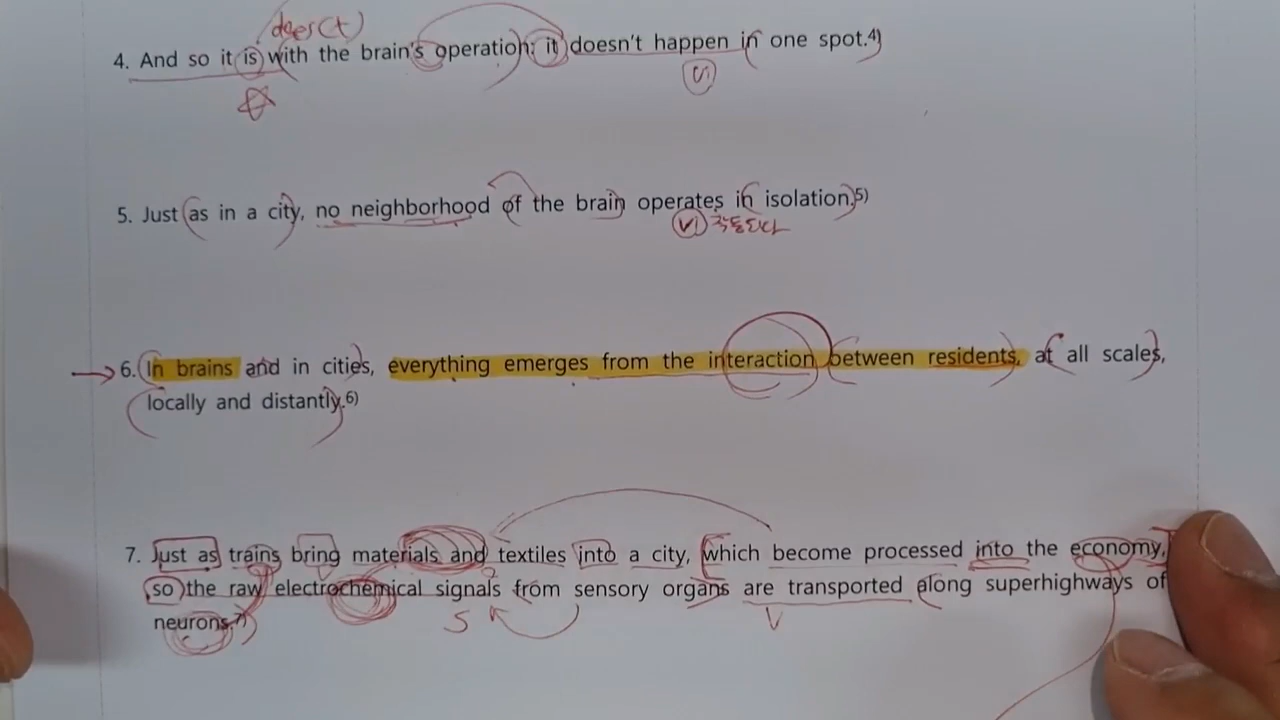 does(X)
4. And so it is with the brain's operation: it doesn't happen in one spot.4)
5. Just as in a city, no neighborhood of the brain operates in isolation.5)
작동되다
6. In brains and in cities, everything emerges from the interaction between residents, at all scales,
locally and distantly.6)
7. Just as trains bring materials and textiles into a city, which become processed into the economy,
so the raw electrochemical signals from sensory organs are transported along superhighways of
neurons.7)
S
V